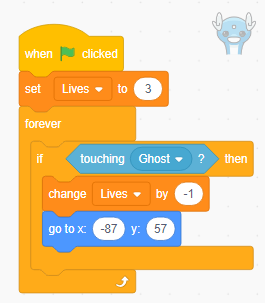 when clicked
set Lives to 3
forever
if touching Ghost ? then
change Lives by -1
go to x: -87 y: 57